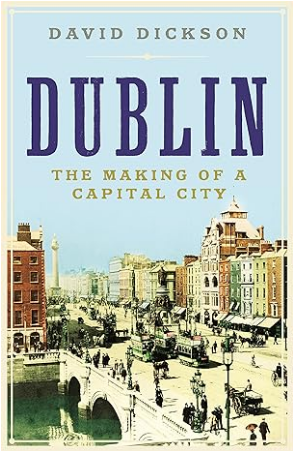 DAVID DICKSON
DUBLIN
THE MAKING OF A
CAPITAL CITY